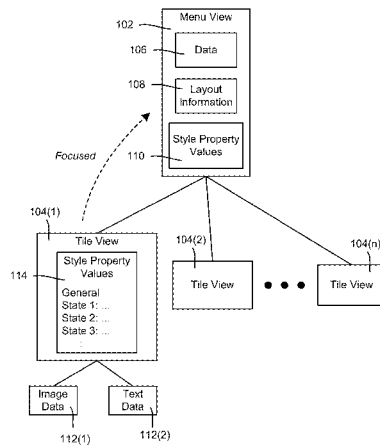 Menu View
102
Data
106
108
Layout
Information
Style Property
Values
110
Focused
104(1)
Tile View
Style Property
Values
114
General
State 1: ...
State 2: ...
State 3: ...
:
104(2)
Tile View
104(n)
Tile View
Image
Data
Text
Data
112(1)
112(2)